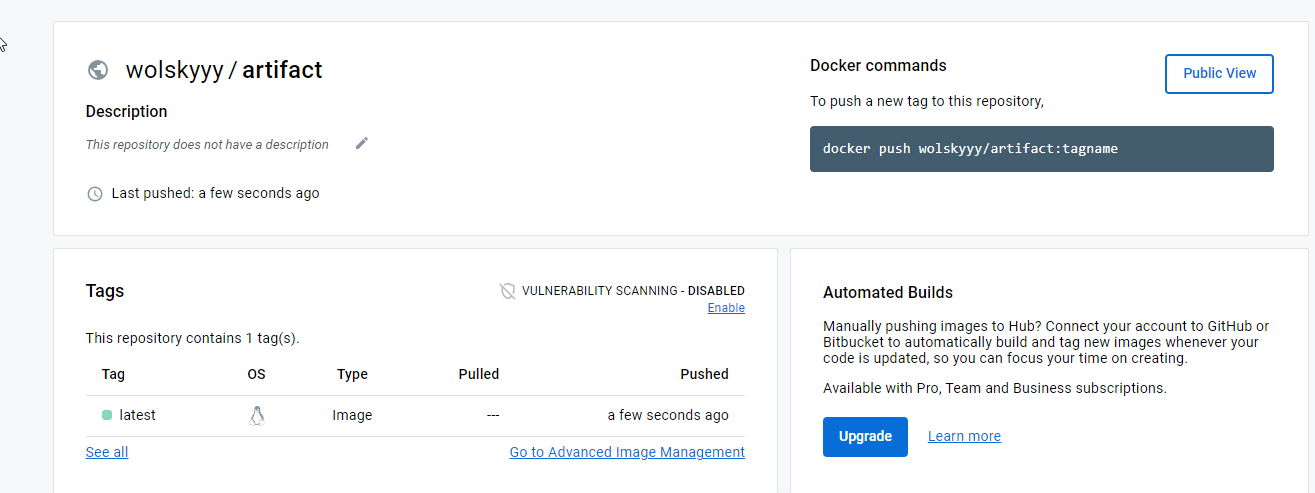 wolskyyy / artifact
Description
This repository does not have a description
Last pushed: a few seconds ago
Docker commands
Public View
To push a new tag to this repository,
docker push wolskyyy/artifact:tagname
Tags
VULNERABILITY SCANNING - DISABLED
Enable
This repository contains 1 tag(s).
Tag OS Type Pulled Pushed
latest Image --- a few seconds ago
See all Go to Advanced Image Management
Automated Builds
Manually pushing images to Hub? Connect your account to GitHub or
Bitbucket to automatically build and tag new images whenever your
code is updated, so you can focus your time on creating.
Available with Pro, Team and Business subscriptions.
Upgrade Learn more